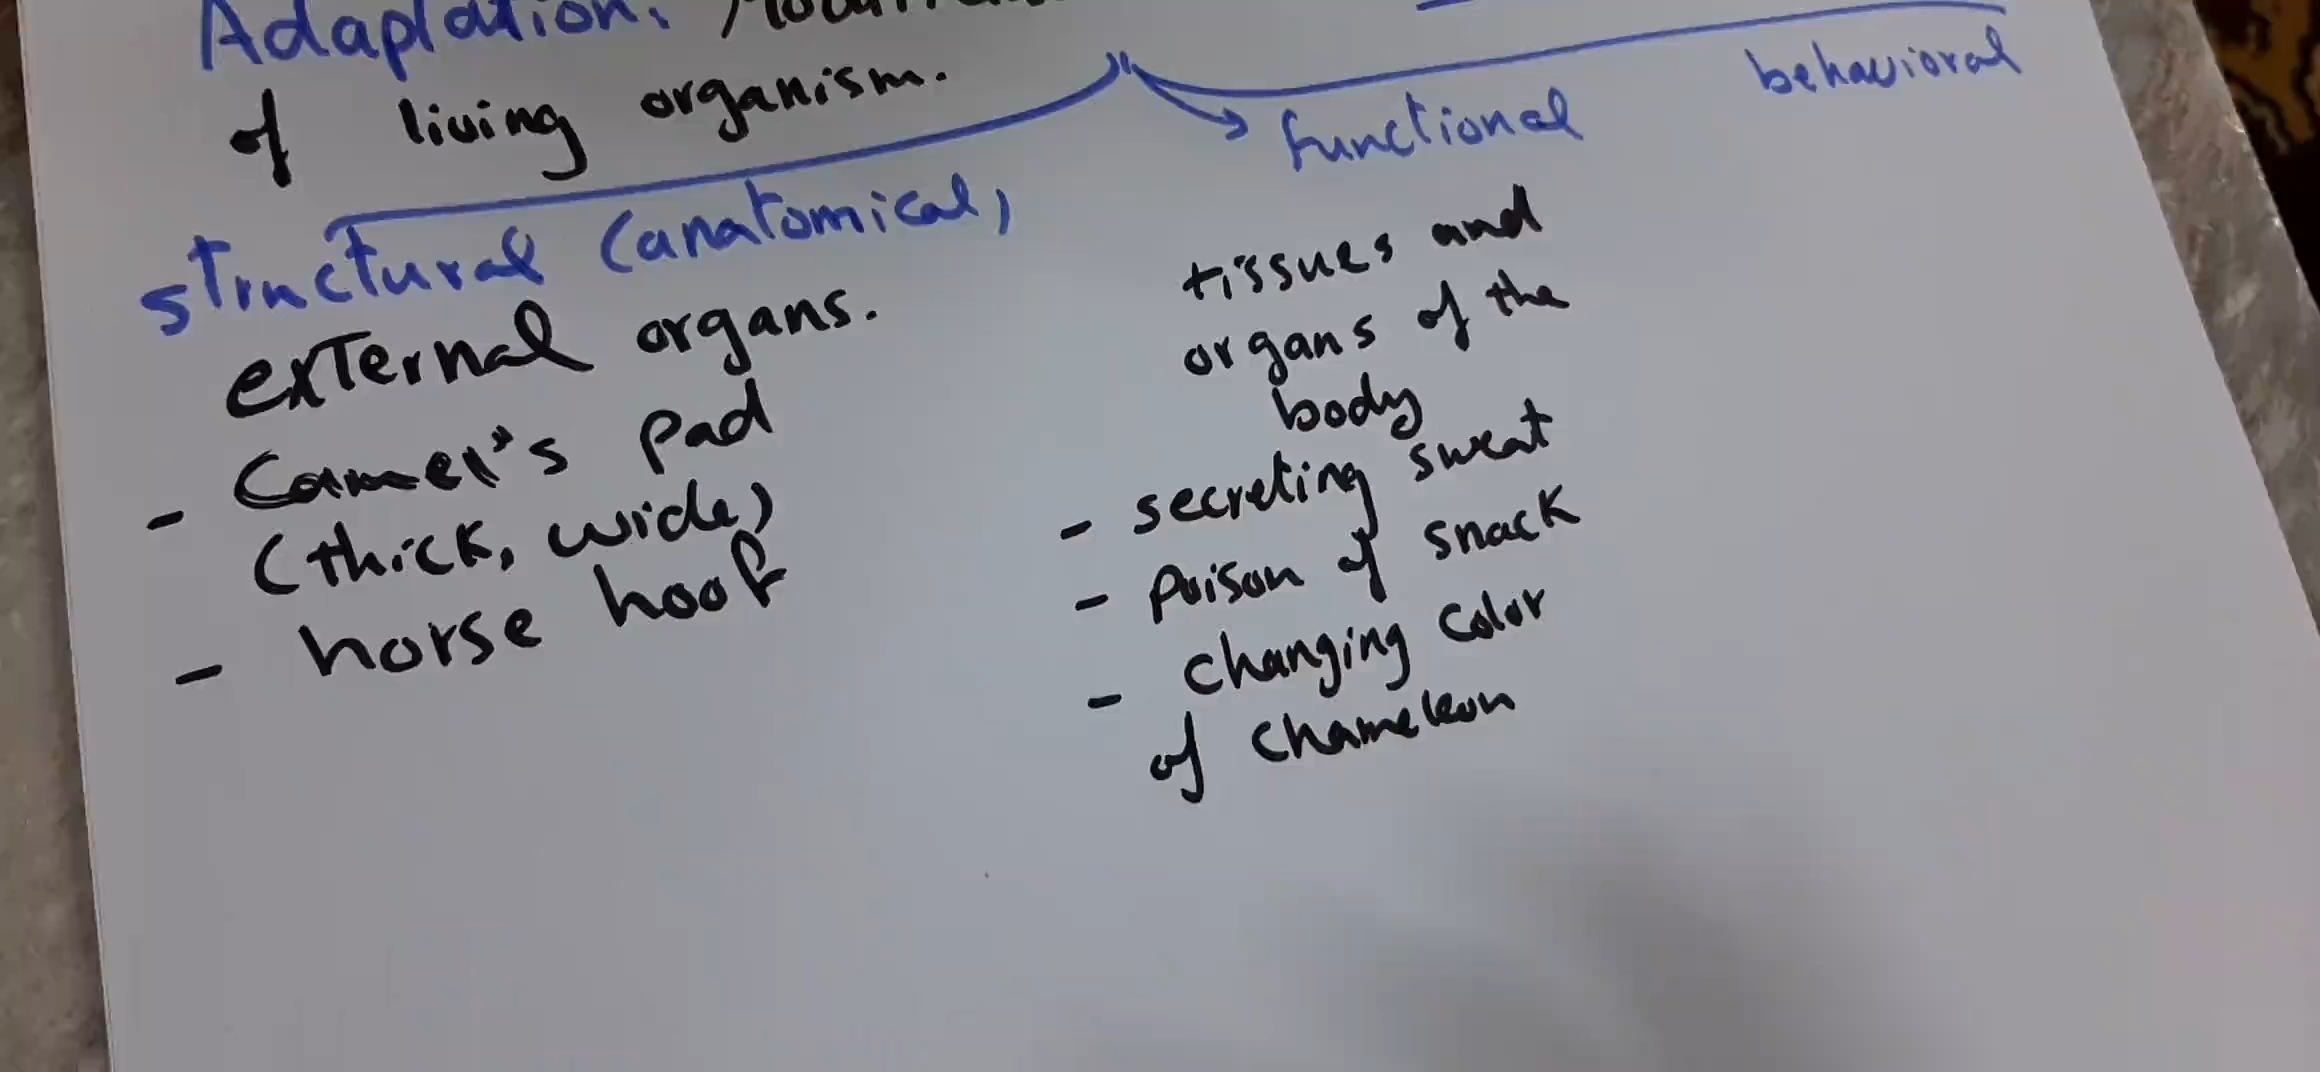 Adaptation:
of living organism.
structural (anatomical)
external organs.
- Camel's pad
(thick, wide)
- horse hoof
functional
tissues and
organs of the
body
- secreting sweat
- poison of snack
- changing color
of chameleon
behavioral